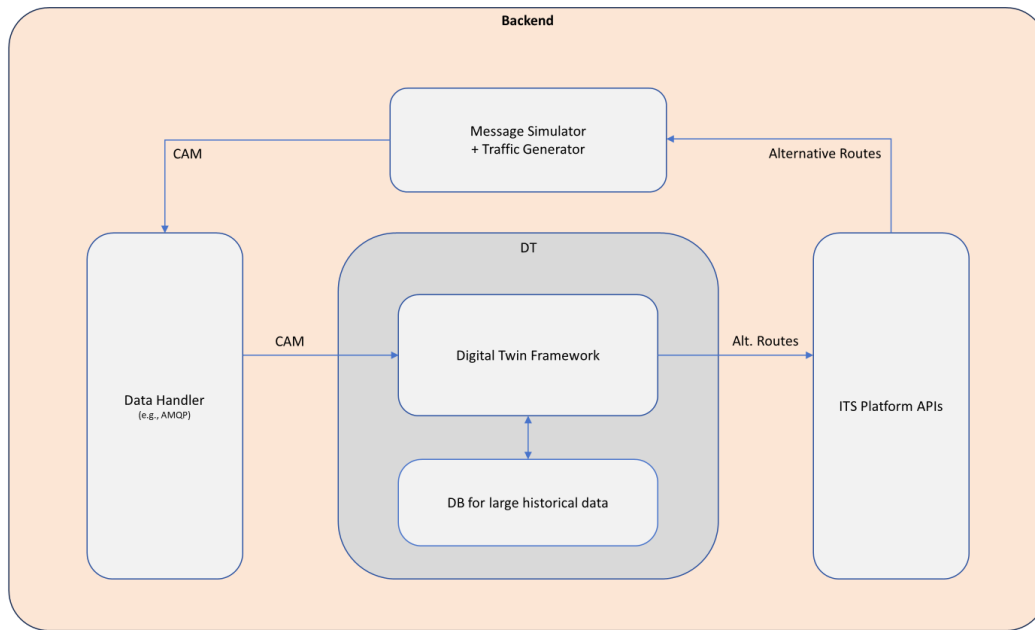 Backend
Message Simulator
+ Traffic Generator
CAM
Alternative Routes
DT
CAM
Digital Twin Framework
Alt. Routes
Data Handler
(e.g., AMQP)
ITS Platform APIs
DB for large historical data